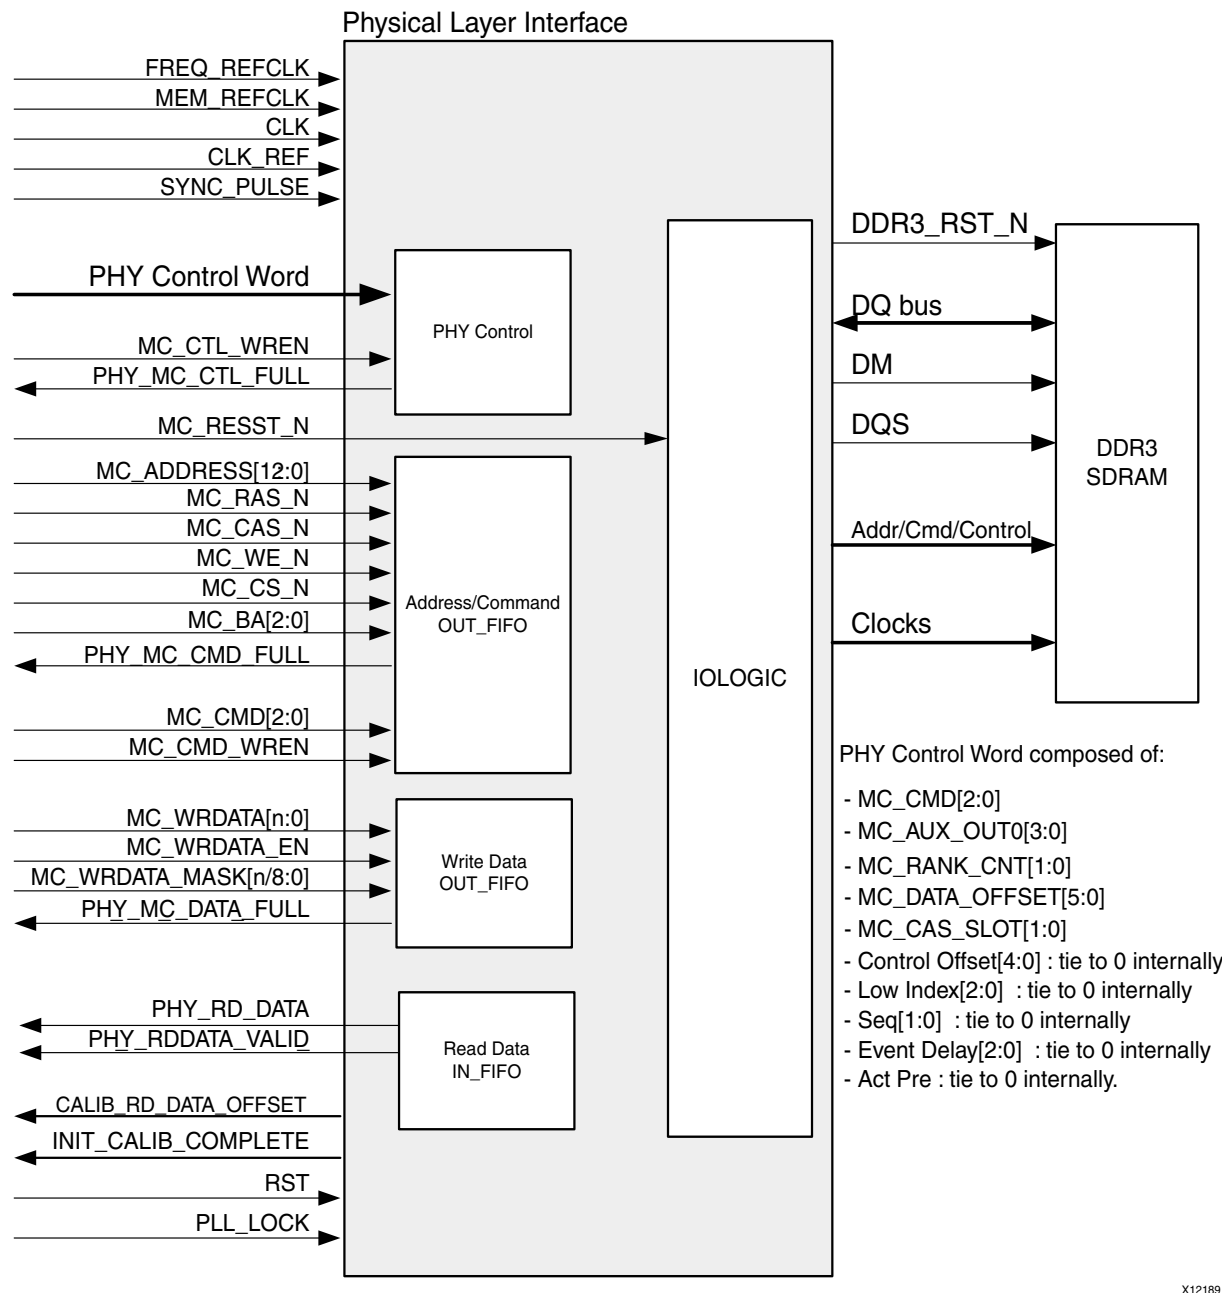 Physical Layer Interface
FREQ_REFCLK
MEM_REFCLK
CLK
CLK_REF
SYNC_PULSE
PHY Control Word
PHY Control
MC_CTL_WREN
PHY_MC_CTL_FULL
MC_RESST_N
MC_ADDRESS[12:0]
MC_RAS_N
MC_CAS_N
MC_WE_N
MC_CS_N
MC_BA[2:0]
PHY_MC_CMD_FULL
MC_CMD[2:0]
MC_CMD_WREN
Address/Command
OUT_FIFO
MC_WRDATA[n:0]
MC_WRDATA_EN
MC_WRDATA_MASK[n/8:0]
PHY_MC_DATA_FULL
Write Data
OUT_FIFO
PHY_RD_DATA
PHY_RDDATA_VALID
Read Data
IN_FIFO
CALIB_RD_DATA_OFFSET
INIT_CALIB_COMPLETE
RST
PLL_LOCK
IOLOGIC
DDR3_RST_N
DQ bus
DM
DQS
Addr/Cmd/Control
Clocks
DDR3
SDRAM
PHY Control Word composed of:
- MC_CMD[2:0]
- MC_AUX_OUT0[3:0]
- MC_RANK_CNT[1:0]
- MC_DATA_OFFSET[5:0]
- MC_CAS_SLOT[1:0]
- Control Offset[4:0] : tie to 0 internally
- Low Index[2:0] : tie to 0 internally
- Seq[1:0] : tie to 0 internally
- Event Delay[2:0] : tie to 0 internally
- Act Pre : tie to 0 internally.
X12189